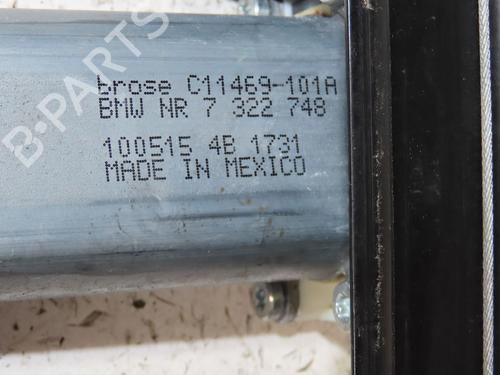 B-PARTS
brose C11469-101A
BMW NR 7 322 748
100515 4B 1731
MADE IN MEXICO